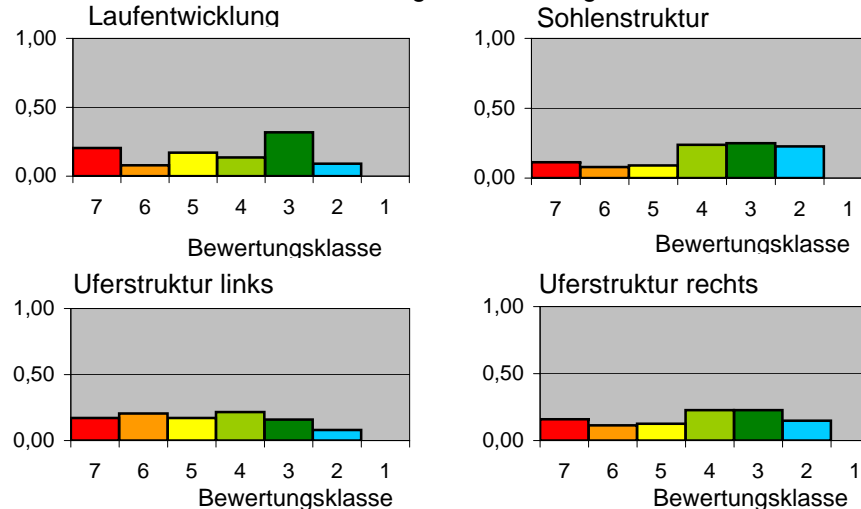 Laufentwicklung
1,00
0,50
0,00
7 6 5 4 3 2 1
Bewertungsklasse
Sohlenstruktur
1,00
0,50
0,00
7 6 5 4 3 2 1
Bewertungsklasse
Uferstruktur links
1,00
0,50
0,00
7 6 5 4 3 2 1
Bewertungsklasse
Uferstruktur rechts
1,00
0,50
0,00
7 6 5 4 3 2 1
Bewertungsklasse